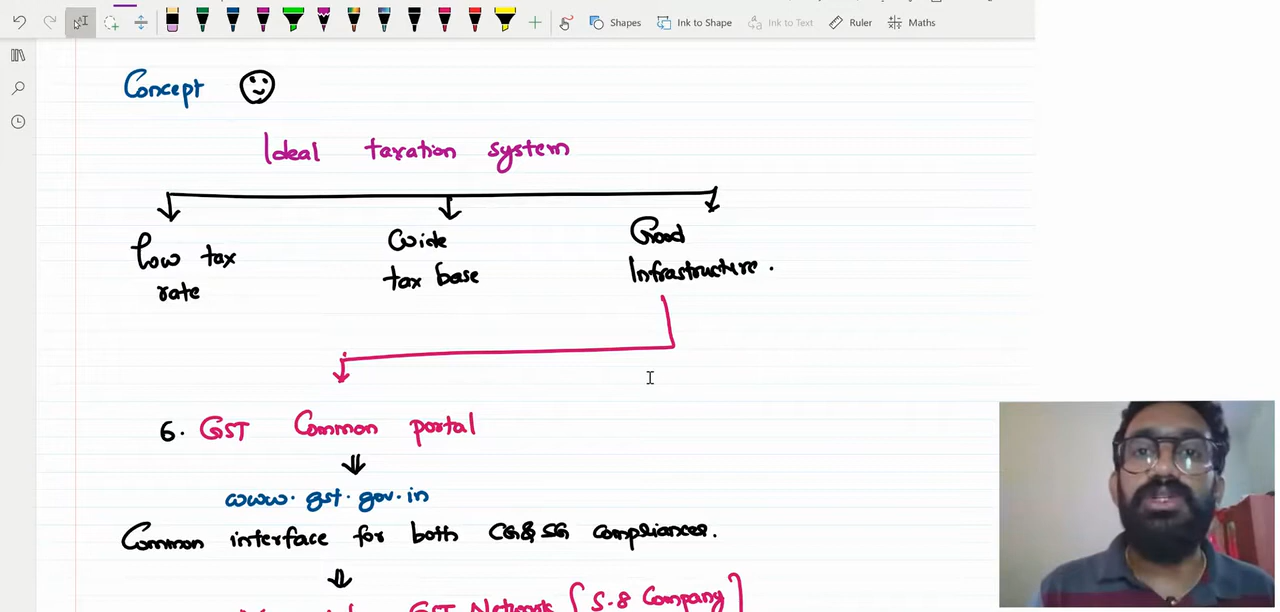 Shapes
Ink to Shape
Ink to Text
Ruler
Maths
Concept
Ideal taxation system
Low tax rate
Wide tax base
Good Infrastructure.
6. GST Common portal
www.gst.gov.in
Common interface for both CG&SG compliances.
GST Network [S-8 Company]